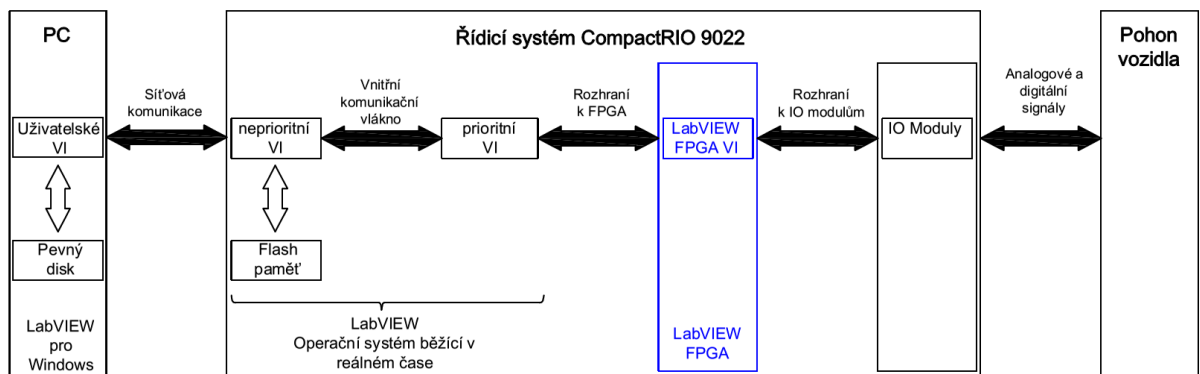 PC
Řídicí systém CompactRIO 9022
Pohon
vozidla
Síťová
komunikace
Vnitřní
komunikační
vlákno
Rozhraní
k FPGA
Rozhraní
k IO modulům
Analogové a
digitální
signály
Uživatelské
VI
neprioritní
VI
prioritní
VI
LabVIEW
FPGA VI
IO Moduly
Pevný
disk
Flash
paměť
LabVIEW
pro
Windows
LabVIEW
Operační systém běžící v
reálném čase
LabVIEW
FPGA